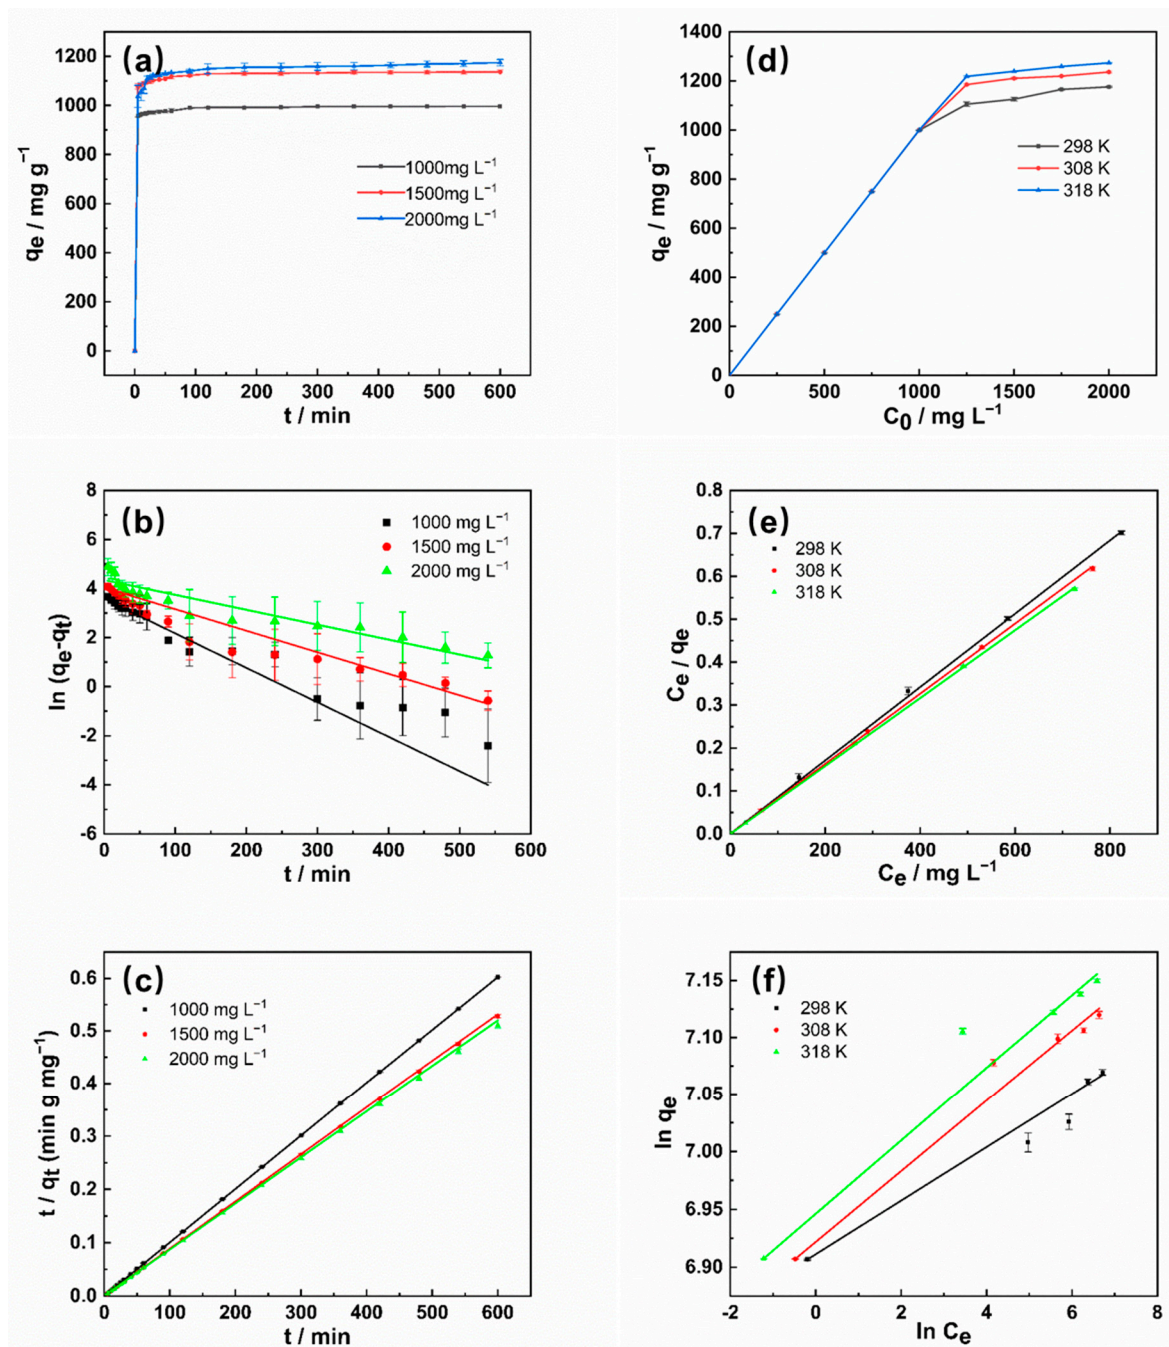 (a)
1200
1000
800
600
400
200
0
qe / mg g−1
1000mg L−1
1500mg L−1
2000mg L−1
0 100 200 300 400 500 600
t / min
(d)
1400
1200
1000
800
600
400
200
0
qe / mg g−1
298 K
308 K
318 K
0 500 1000 1500 2000
C0 / mg L−1
(b)
8
6
4
2
0
-2
-4
-6
ln (qe-qt)
1000 mg L−1
1500 mg L−1
2000 mg L−1
0 100 200 300 400 500 600
t / min
(e)
0.8
0.7
0.6
0.5
0.4
0.3
0.2
0.1
0.0
Ce / qe
298 K
308 K
318 K
0 200 400 600 800
Ce / mg L−1
(c)
0.6
0.5
0.4
0.3
0.2
0.1
0.0
t / qt (min g mg−1)
1000 mg L−1
1500 mg L−1
2000 mg L−1
0 100 200 300 400 500 600
t / min
(f)
7.15
7.10
7.05
7.00
6.95
6.90
ln qe
298 K
308 K
318 K
-2 0 2 4 6 8
ln Ce